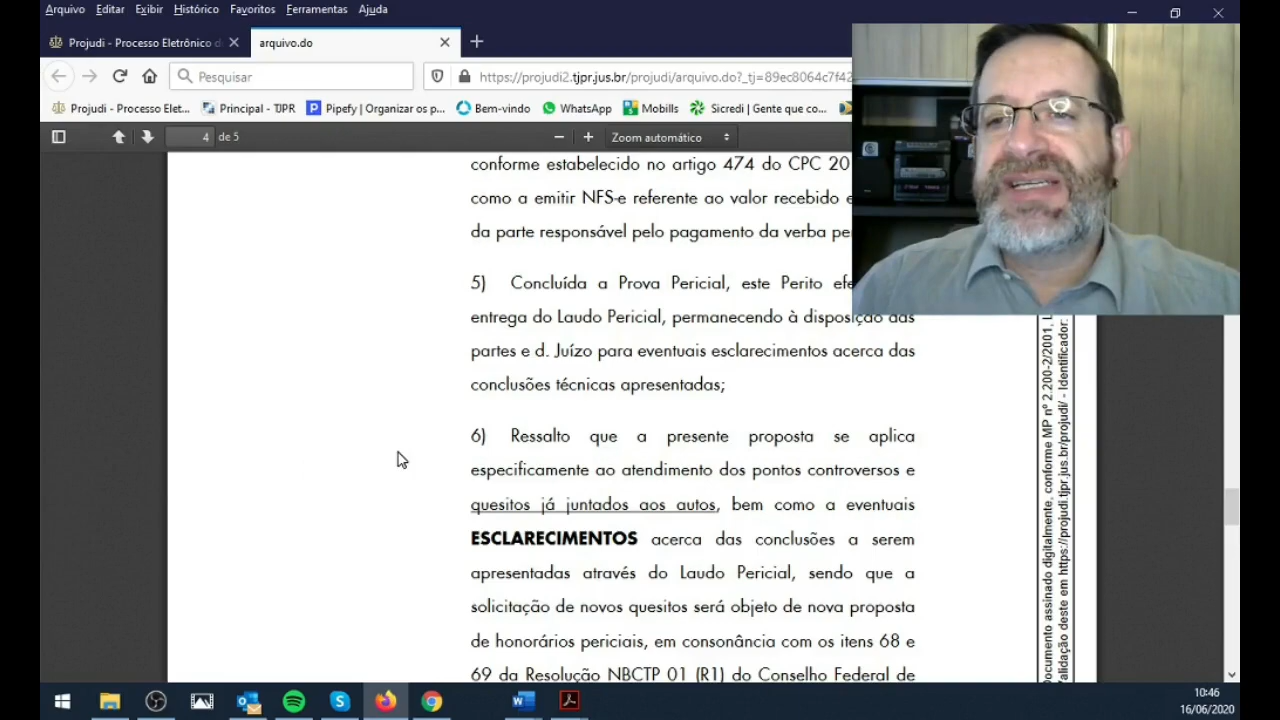 Arquivo Editar Exibir Histórico Favoritos Ferramentas Ajuda
Projudi - Processo Eletrônico d
arquivo.do
Pesquisar
https://projudi2.tjpr.jus.br/projudi/arquivo.do?_tj=89ec8064c7f42
Projudi - Processo Elet... Principal - TJPR Pipefy | Organizar os p... Bem-vindo WhatsApp Mobills Sicredi | Gente que co...
4 de 5 Zoom automático
conforme estabelecido no artigo 474 do CPC 20
como a emitir NFS-e referente ao valor recebido e
da parte responsável pelo pagamento da verba pe
5) Concluída a Prova Pericial, este Perito efe
entrega do Laudo Pericial, permanecendo à disposição das
partes e d. Juízo para eventuais esclarecimentos acerca das
conclusões técnicas apresentadas;
6) Ressalto que a presente proposta se aplica
especificamente ao atendimento dos pontos controversos e
quesitos já juntados aos autos, bem como a eventuais
ESCLARECIMENTOS acerca das conclusões a serem
apresentadas através do Laudo Pericial, sendo que a
solicitação de novos quesitos será objeto de nova proposta
de honorários periciais, em consonância com os itens 68 e
69 da Resolução NBCTP 01 (R1) do Conselho Federal de
Documento assinado digitalmente, conforme MP nº 2.200-2/2001, L
Validação deste em https://projudi.tjpr.jus.br/projudi/ - Identificador:
10:46
16/06/2020